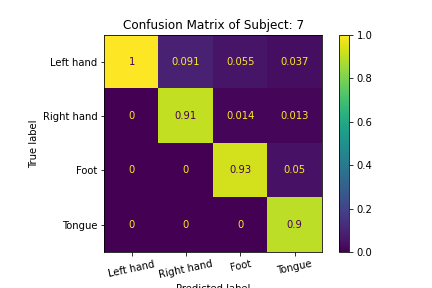 Confusion Matrix of Subject: 7
True label
Left hand 1 0.091 0.055 0.037
Right hand 0 0.91 0.014 0.013
Foot 0 0 0.93 0.05
Tongue 0 0 0 0.9
Left hand Right hand Foot Tongue
Predicted label
1.0
0.8
0.6
0.4
0.2
0.0